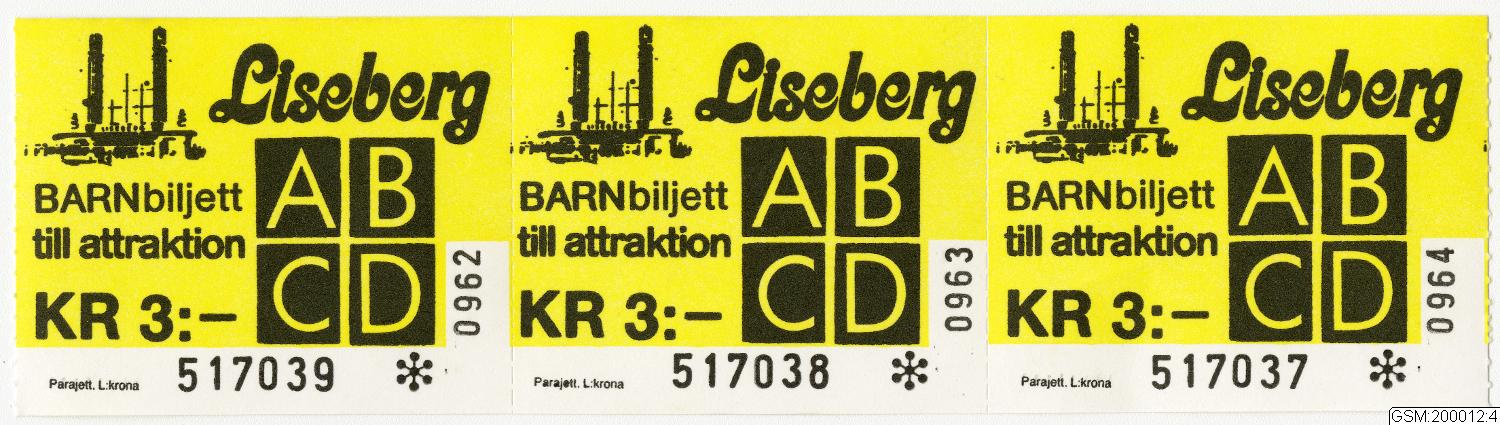 Liseberg
BARNbiljett
till attraktion
KR 3:–
A B
C D
0962
Parajett. L:krona
517039
Liseberg
BARNbiljett
till attraktion
KR 3:–
A B
C D
0963
Parajett. L:krona
517038
Liseberg
BARNbiljett
till attraktion
KR 3:–
A B
C D
0964
Parajett. L:krona
517037
GSM:200012:4